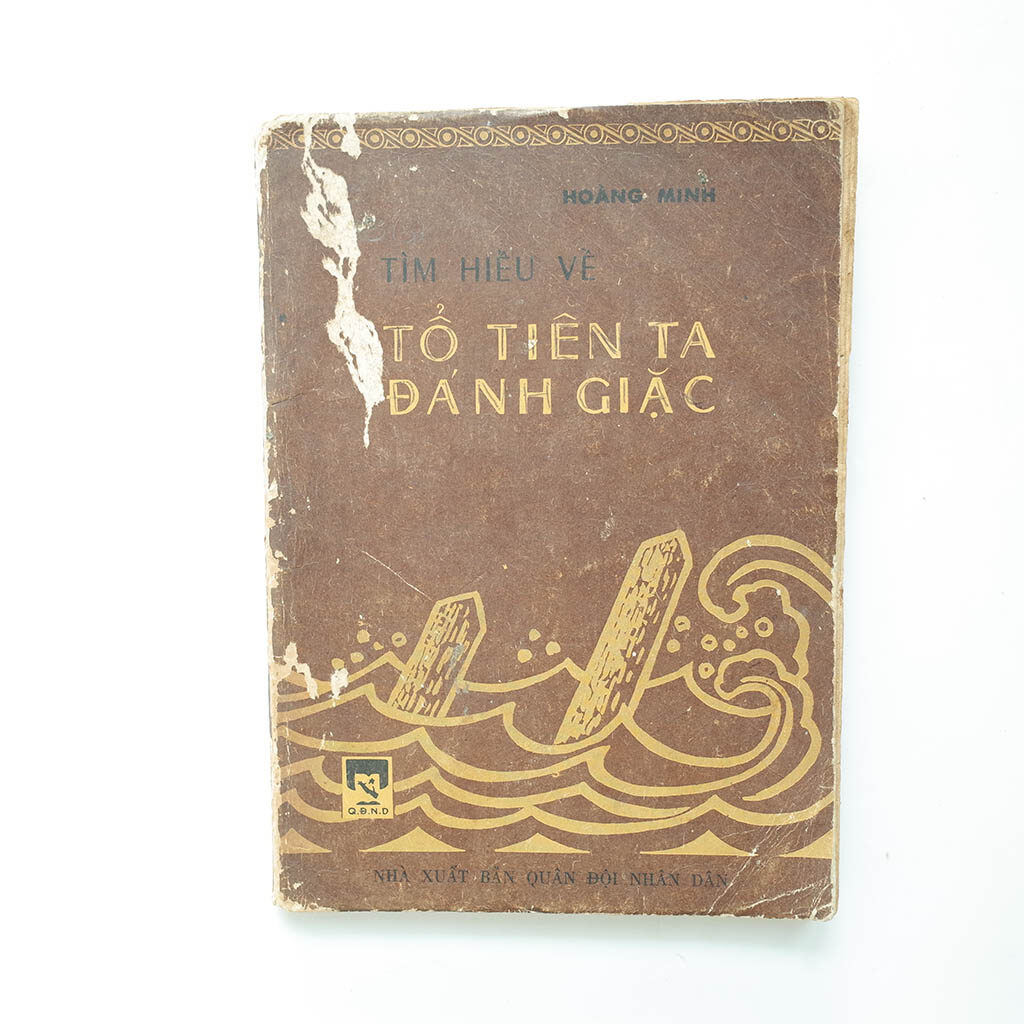 HOÀNG MINH
TÌM HIỂU VỀ
TỔ TIÊN TA
ĐÁNH GIẶC
Q.Đ.N.D
NHÀ XUẤT BẢN QUÂN ĐỘI NHÂN DÂN